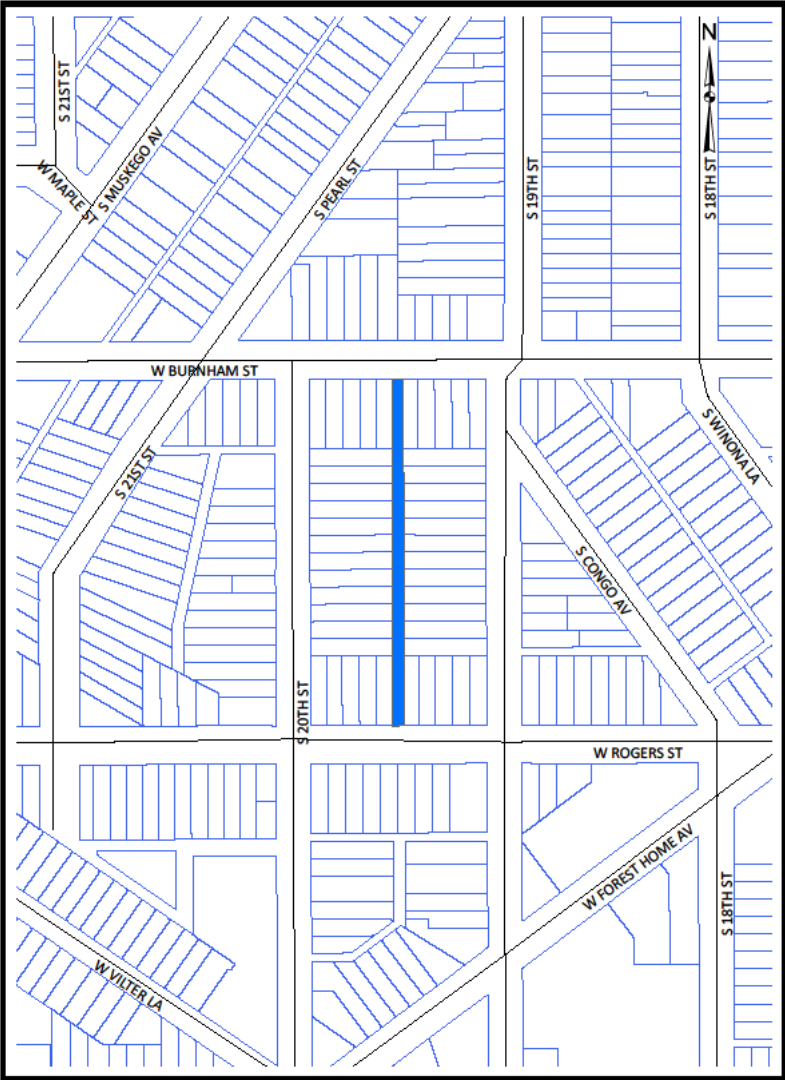 N
S 21ST ST
S MUSKEGO AV
W MAPLE ST
S PEARL ST
S 19TH ST
S 18TH ST
W BURNHAM ST
S 21ST ST
S WINONA LA
S CONGO AV
S 20TH ST
W ROGERS ST
W FOREST HOME AV
S 18TH ST
W VILTER LA